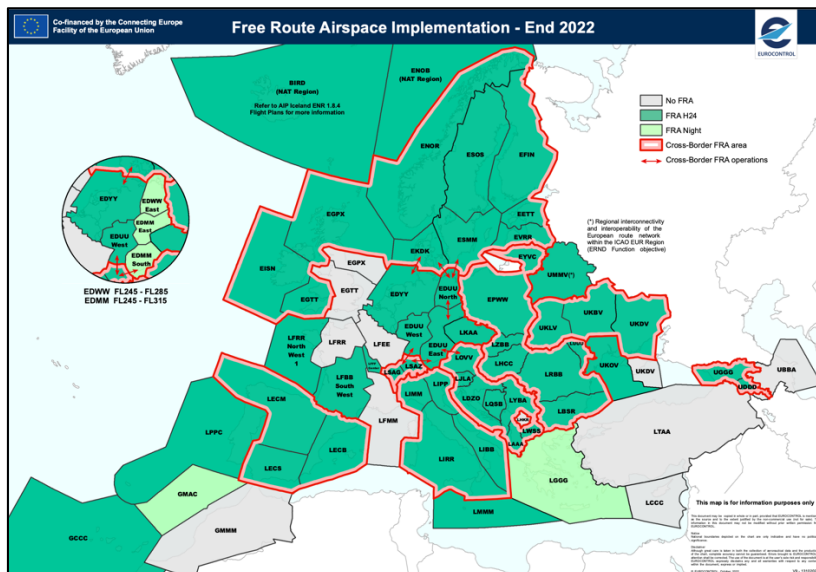 Co-financed by the Connecting Europe
Facility of the European Union
Free Route Airspace Implementation - End 2022
EUROCONTROL
BIRD
(NAT Region)
ENOB
(NAT Region)
Refer to AIP Iceland ENR 1.8.4
Flight Plans for more information
No FRA
FRA H24
FRA Night
Cross-Border FRA area
Cross-Border FRA operations
ENOR
ESOS
EFIN
EDYY
EDWW
East
EDMM
East
EDUU
West
EDMM
South
EDWW FL245 - FL285
EDMM FL245 - FL315
EGPX
EETT
EVRR
(*) Regional interconnectivity
and interoperability of the
European route network
within the ICAO EUR Region
(ERND Function objective)
EKDK
ESMM
EYVC
UMMV(*)
EISN
EGTT
EGPX
EGTT
EDYY
EDUU
North
EPWW
UKLV
UKBV
UKDV
EDUU
West
LKAA
LFRR
North
West
1
LFRR
LFEE
EDUU
East
LOVV
LZBB
LHCC
LRBB
UKOV
UKDV
LFBB
South
West
LSAG
LSAZ
LIMM
LIPP
LJLA
LDZO
LQSB
LYBA
LBSR
UGGG
UDDD
UBBA
LECM
LPPC
LFMM
LWSS
LAAA
LTAA
LECS
LECB
LIRR
LIBB
LGGG
LCCC
GMAC
GMMM
GCCC
LMMM
This map is for information purposes only